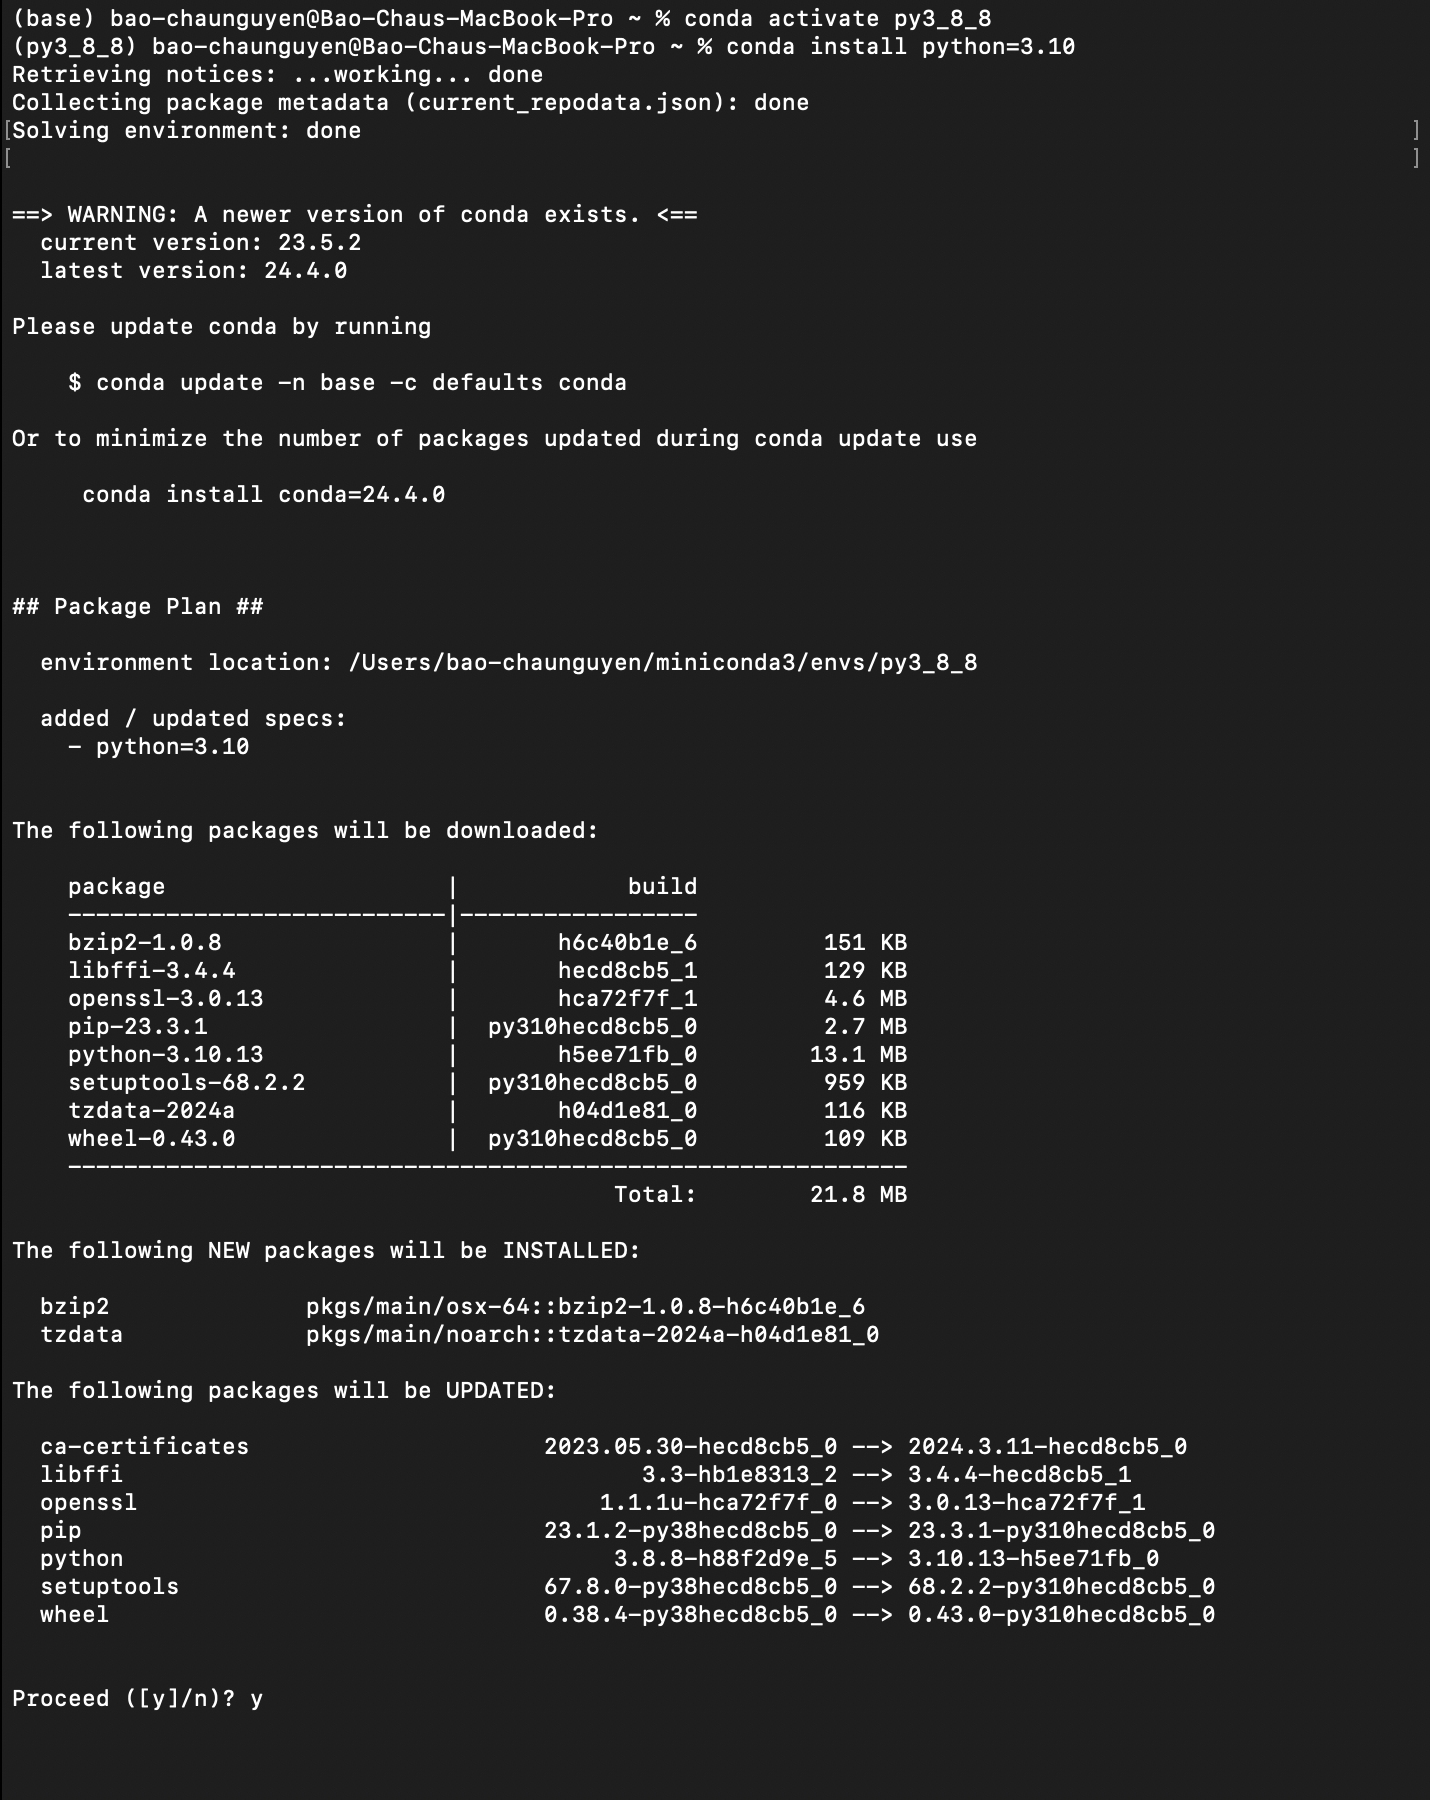 (base) bao-chaunguyen@Bao-Chaus-MacBook-Pro ~ % conda activate py3_8_8
(py3_8_8) bao-chaunguyen@Bao-Chaus-MacBook-Pro ~ % conda install python=3.10
Retrieving notices: ...working... done
Collecting package metadata (current_repodata.json): done
[Solving environment: done ]
[ ]
==> WARNING: A newer version of conda exists. <==
  current version: 23.5.2
  latest version: 24.4.0
Please update conda by running
    $ conda update -n base -c defaults conda
Or to minimize the number of packages updated during conda update use
     conda install conda=24.4.0
## Package Plan ##
  environment location: /Users/bao-chaunguyen/miniconda3/envs/py3_8_8
  added / updated specs:
    - python=3.10
The following packages will be downloaded:
    package                    |            build
    ---------------------------|-----------------
    bzip2-1.0.8                |       h6c40b1e_6         151 KB
    libffi-3.4.4               |       hecd8cb5_1         129 KB
    openssl-3.0.13             |       hca72f7f_1         4.6 MB
    pip-23.3.1                 |  py310hecd8cb5_0         2.7 MB
    python-3.10.13             |       h5ee71fb_0        13.1 MB
    setuptools-68.2.2          |  py310hecd8cb5_0         959 KB
    tzdata-2024a               |       h04d1e81_0         116 KB
    wheel-0.43.0               |  py310hecd8cb5_0         109 KB
    ------------------------------------------------------------
                                           Total:        21.8 MB
The following NEW packages will be INSTALLED:
  bzip2              pkgs/main/osx-64::bzip2-1.0.8-h6c40b1e_6
  tzdata             pkgs/main/noarch::tzdata-2024a-h04d1e81_0
The following packages will be UPDATED:
  ca-certificates                     2023.05.30-hecd8cb5_0 --> 2024.3.11-hecd8cb5_0
  libffi                                     3.3-hb1e8313_2 --> 3.4.4-hecd8cb5_1
  openssl                                 1.1.1u-hca72f7f_0 --> 3.0.13-hca72f7f_1
  pip                                 23.1.2-py38hecd8cb5_0 --> 23.3.1-py310hecd8cb5_0
  python                                   3.8.8-h88f2d9e_5 --> 3.10.13-h5ee71fb_0
  setuptools                          67.8.0-py38hecd8cb5_0 --> 68.2.2-py310hecd8cb5_0
  wheel                               0.38.4-py38hecd8cb5_0 --> 0.43.0-py310hecd8cb5_0
Proceed ([y]/n)? y